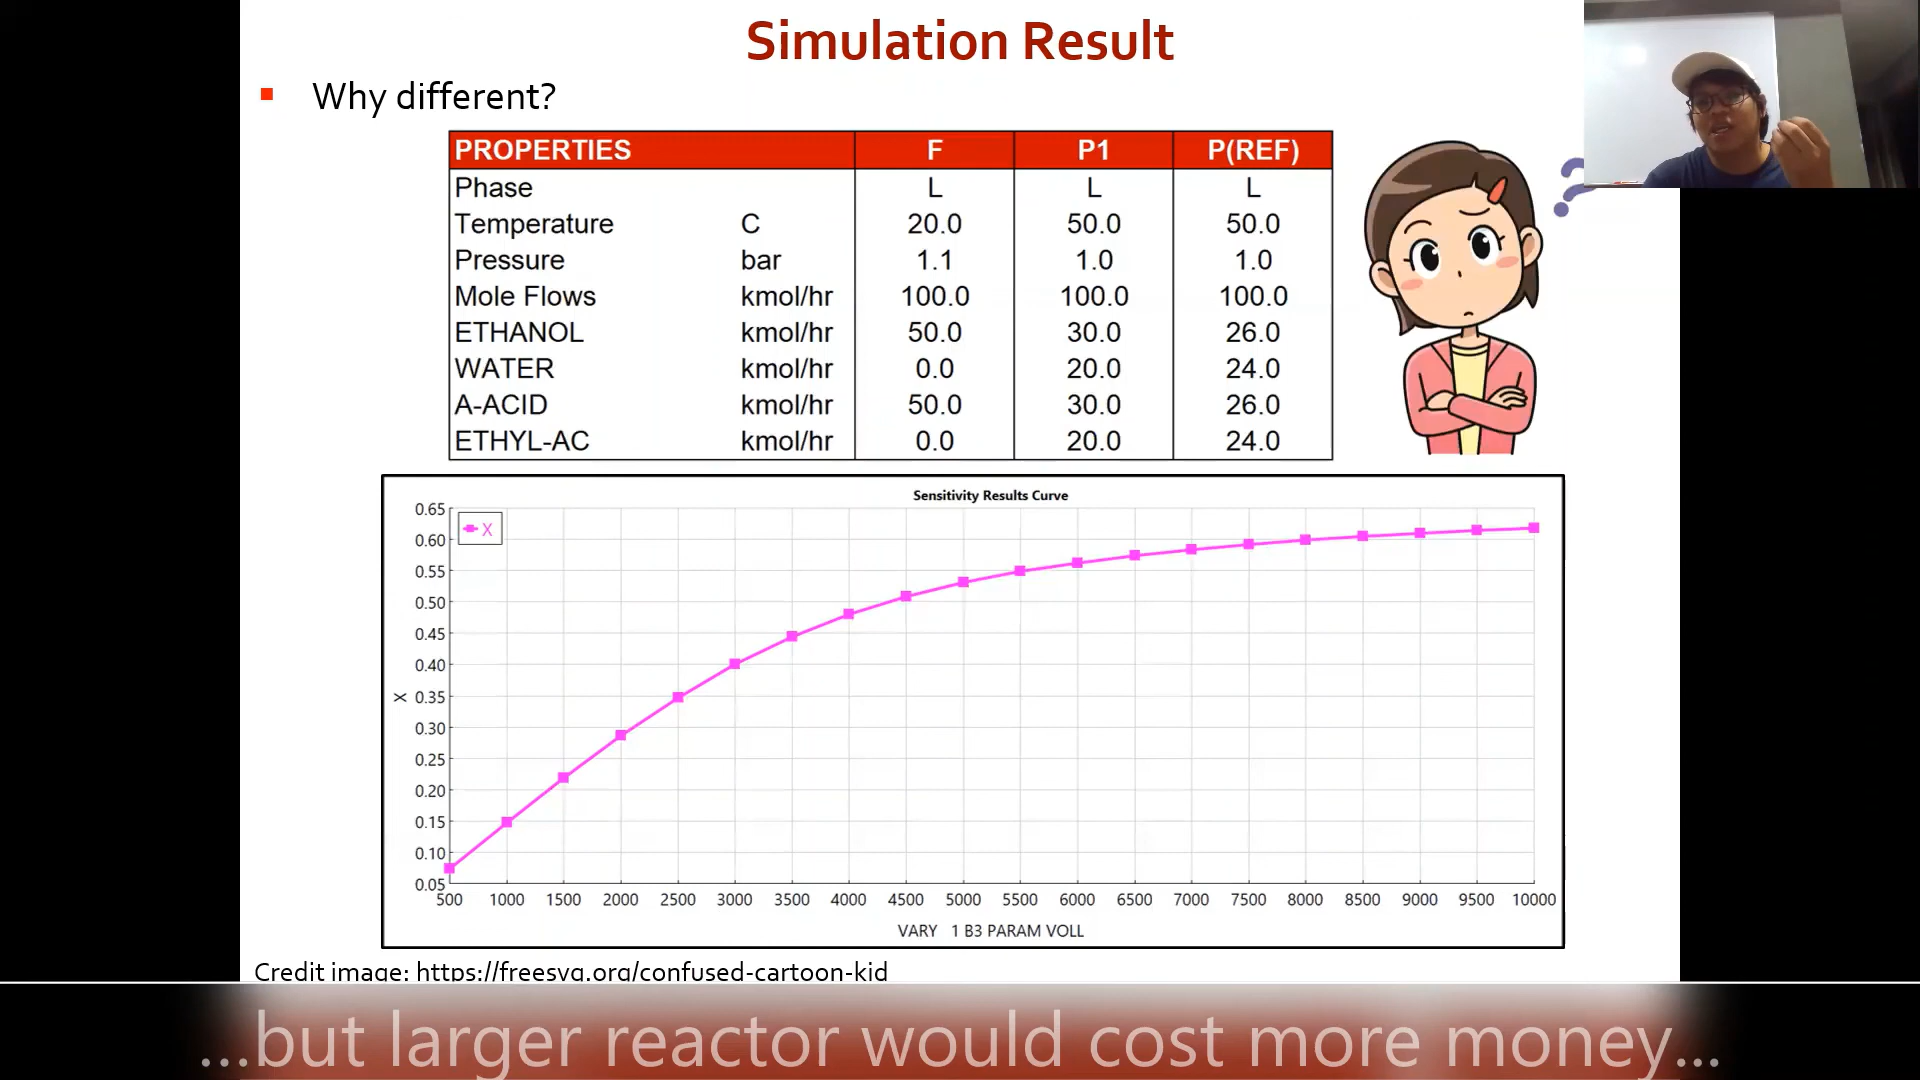 Simulation Result
▪ Why different?
PROPERTIES F P1 P(REF)
Phase L L L
Temperature C 20.0 50.0 50.0
Pressure bar 1.1 1.0 1.0
Mole Flows kmol/hr 100.0 100.0 100.0
ETHANOL kmol/hr 50.0 30.0 26.0
WATER kmol/hr 0.0 20.0 24.0
A-ACID kmol/hr 50.0 30.0 26.0
ETHYL-AC kmol/hr 0.0 20.0 24.0
?
Sensitivity Results Curve
X
0.65
0.60
0.55
0.50
0.45
0.40
X 0.35
0.30
0.25
0.20
0.15
0.10
0.05
500 1000 1500 2000 2500 3000 3500 4000 4500 5000 5500 6000 6500 7000 7500 8000 8500 9000 9500 10000
VARY 1 B3 PARAM VOLL
Credit image: https://freesvg.org/confused-cartoon-kid
...but larger reactor would cost more money...